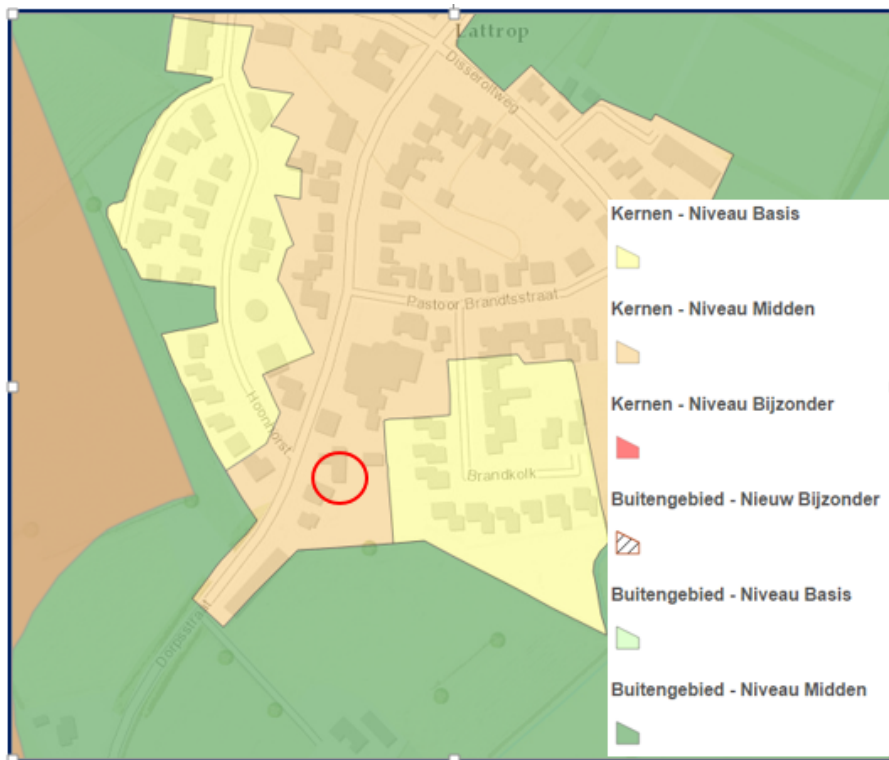 Lattrop
Disseroltweg
Kernen - Niveau Basis
Kernen - Niveau Midden
Pastoor Brandtsstraat
Kernen - Niveau Bijzonder
Hoonhorst
Brandkolk
Buitengebied - Nieuw Bijzonder
Buitengebied - Niveau Basis
Dorpsstraat
Buitengebied - Niveau Midden